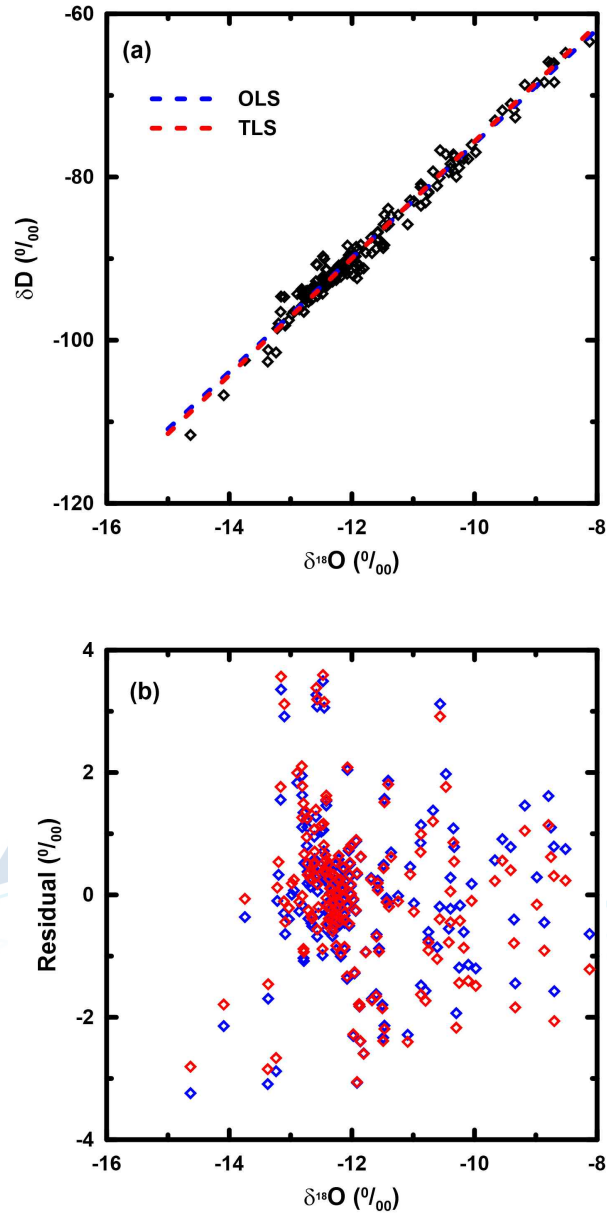 -60
(a)
OLS
TLS
-80
δD (⁰/₀₀)
-100
-120
-16 -14 -12 -10 -8
δ¹⁸O (⁰/₀₀)
4
(b)
2
Residual (⁰/₀₀)
0
-2
-4
-16 -14 -12 -10 -8
δ¹⁸O (⁰/₀₀)